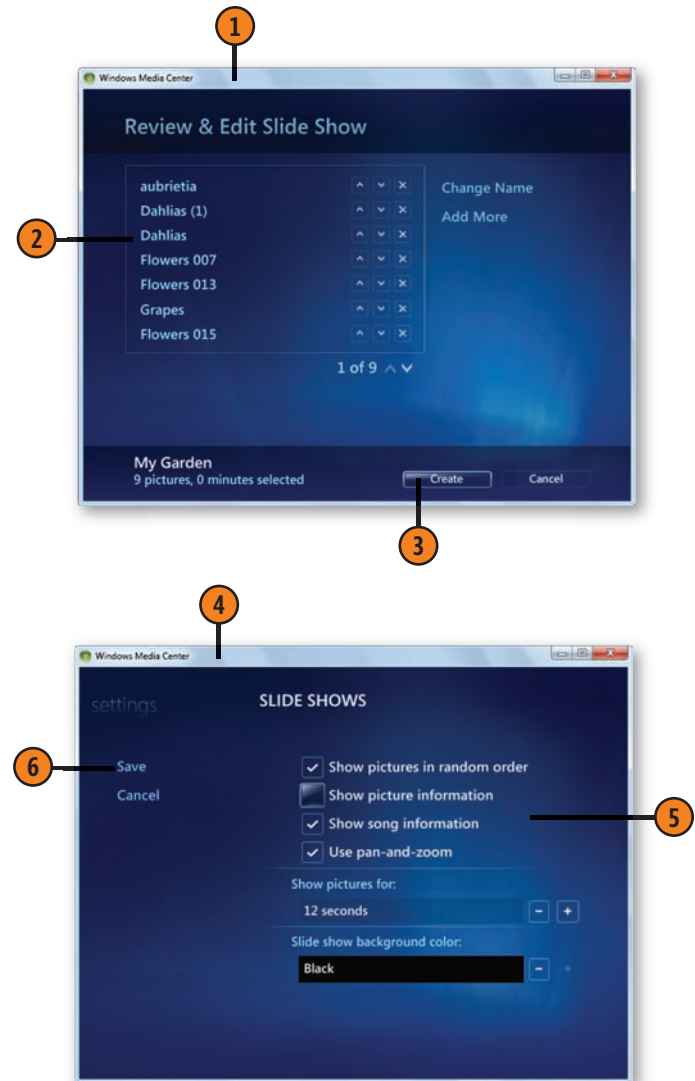 1
Windows Media Center
Review & Edit Slide Show
aubrietia
Dahlias (1)
Dahlias
Flowers 007
Flowers 013
Grapes
Flowers 015
Change Name
Add More
2
1 of 9
My Garden
9 pictures, 0 minutes selected
Create
Cancel
3
4
Windows Media Center
settings
SLIDE SHOWS
6
Save
Cancel
Show pictures in random order
Show picture information
Show song information
Use pan-and-zoom
5
Show pictures for:
12 seconds
Slide show background color:
Black